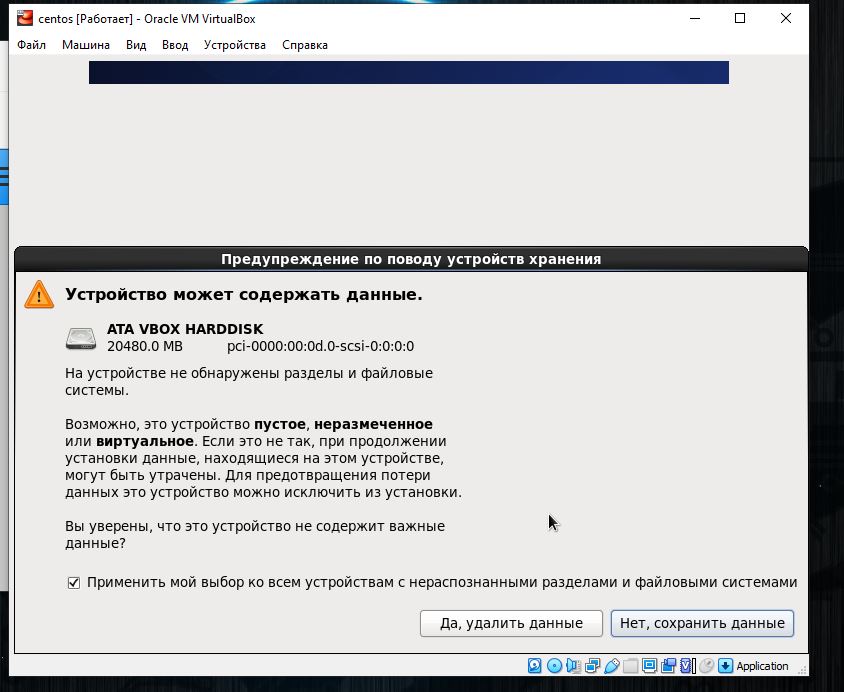 centos [Работает] - Oracle VM VirtualBox
Файл Машина Вид Ввод Устройства Справка
Предупреждение по поводу устройств хранения
Устройство может содержать данные.
ATA VBOX HARDDISK
20480.0 MB pci-0000:00:0d.0-scsi-0:0:0:0
На устройстве не обнаружены разделы и файловые
системы.
Возможно, это устройство пустое, неразмеченное
или виртуальное. Если это не так, при продолжении
установки данные, находящиеся на этом устройстве,
могут быть утрачены. Для предотвращения потери
данных это устройство можно исключить из установки.
Вы уверены, что это устройство не содержит важные
данные?
Применить мой выбор ко всем устройствам с нераспознанными разделами и файловыми системами
Да, удалить данные Нет, сохранить данные
Application